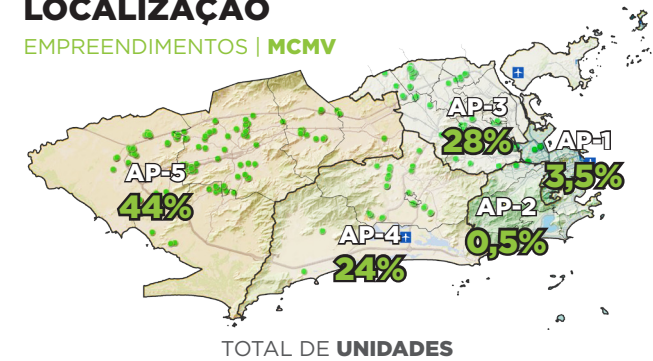 LOCALIZAÇÃO
EMPREENDIMENTOS | MCMV
AP-3
28%
AP-1
3,5%
AP-5
44%
AP-2
0,5%
AP-4
24%
TOTAL DE UNIDADES